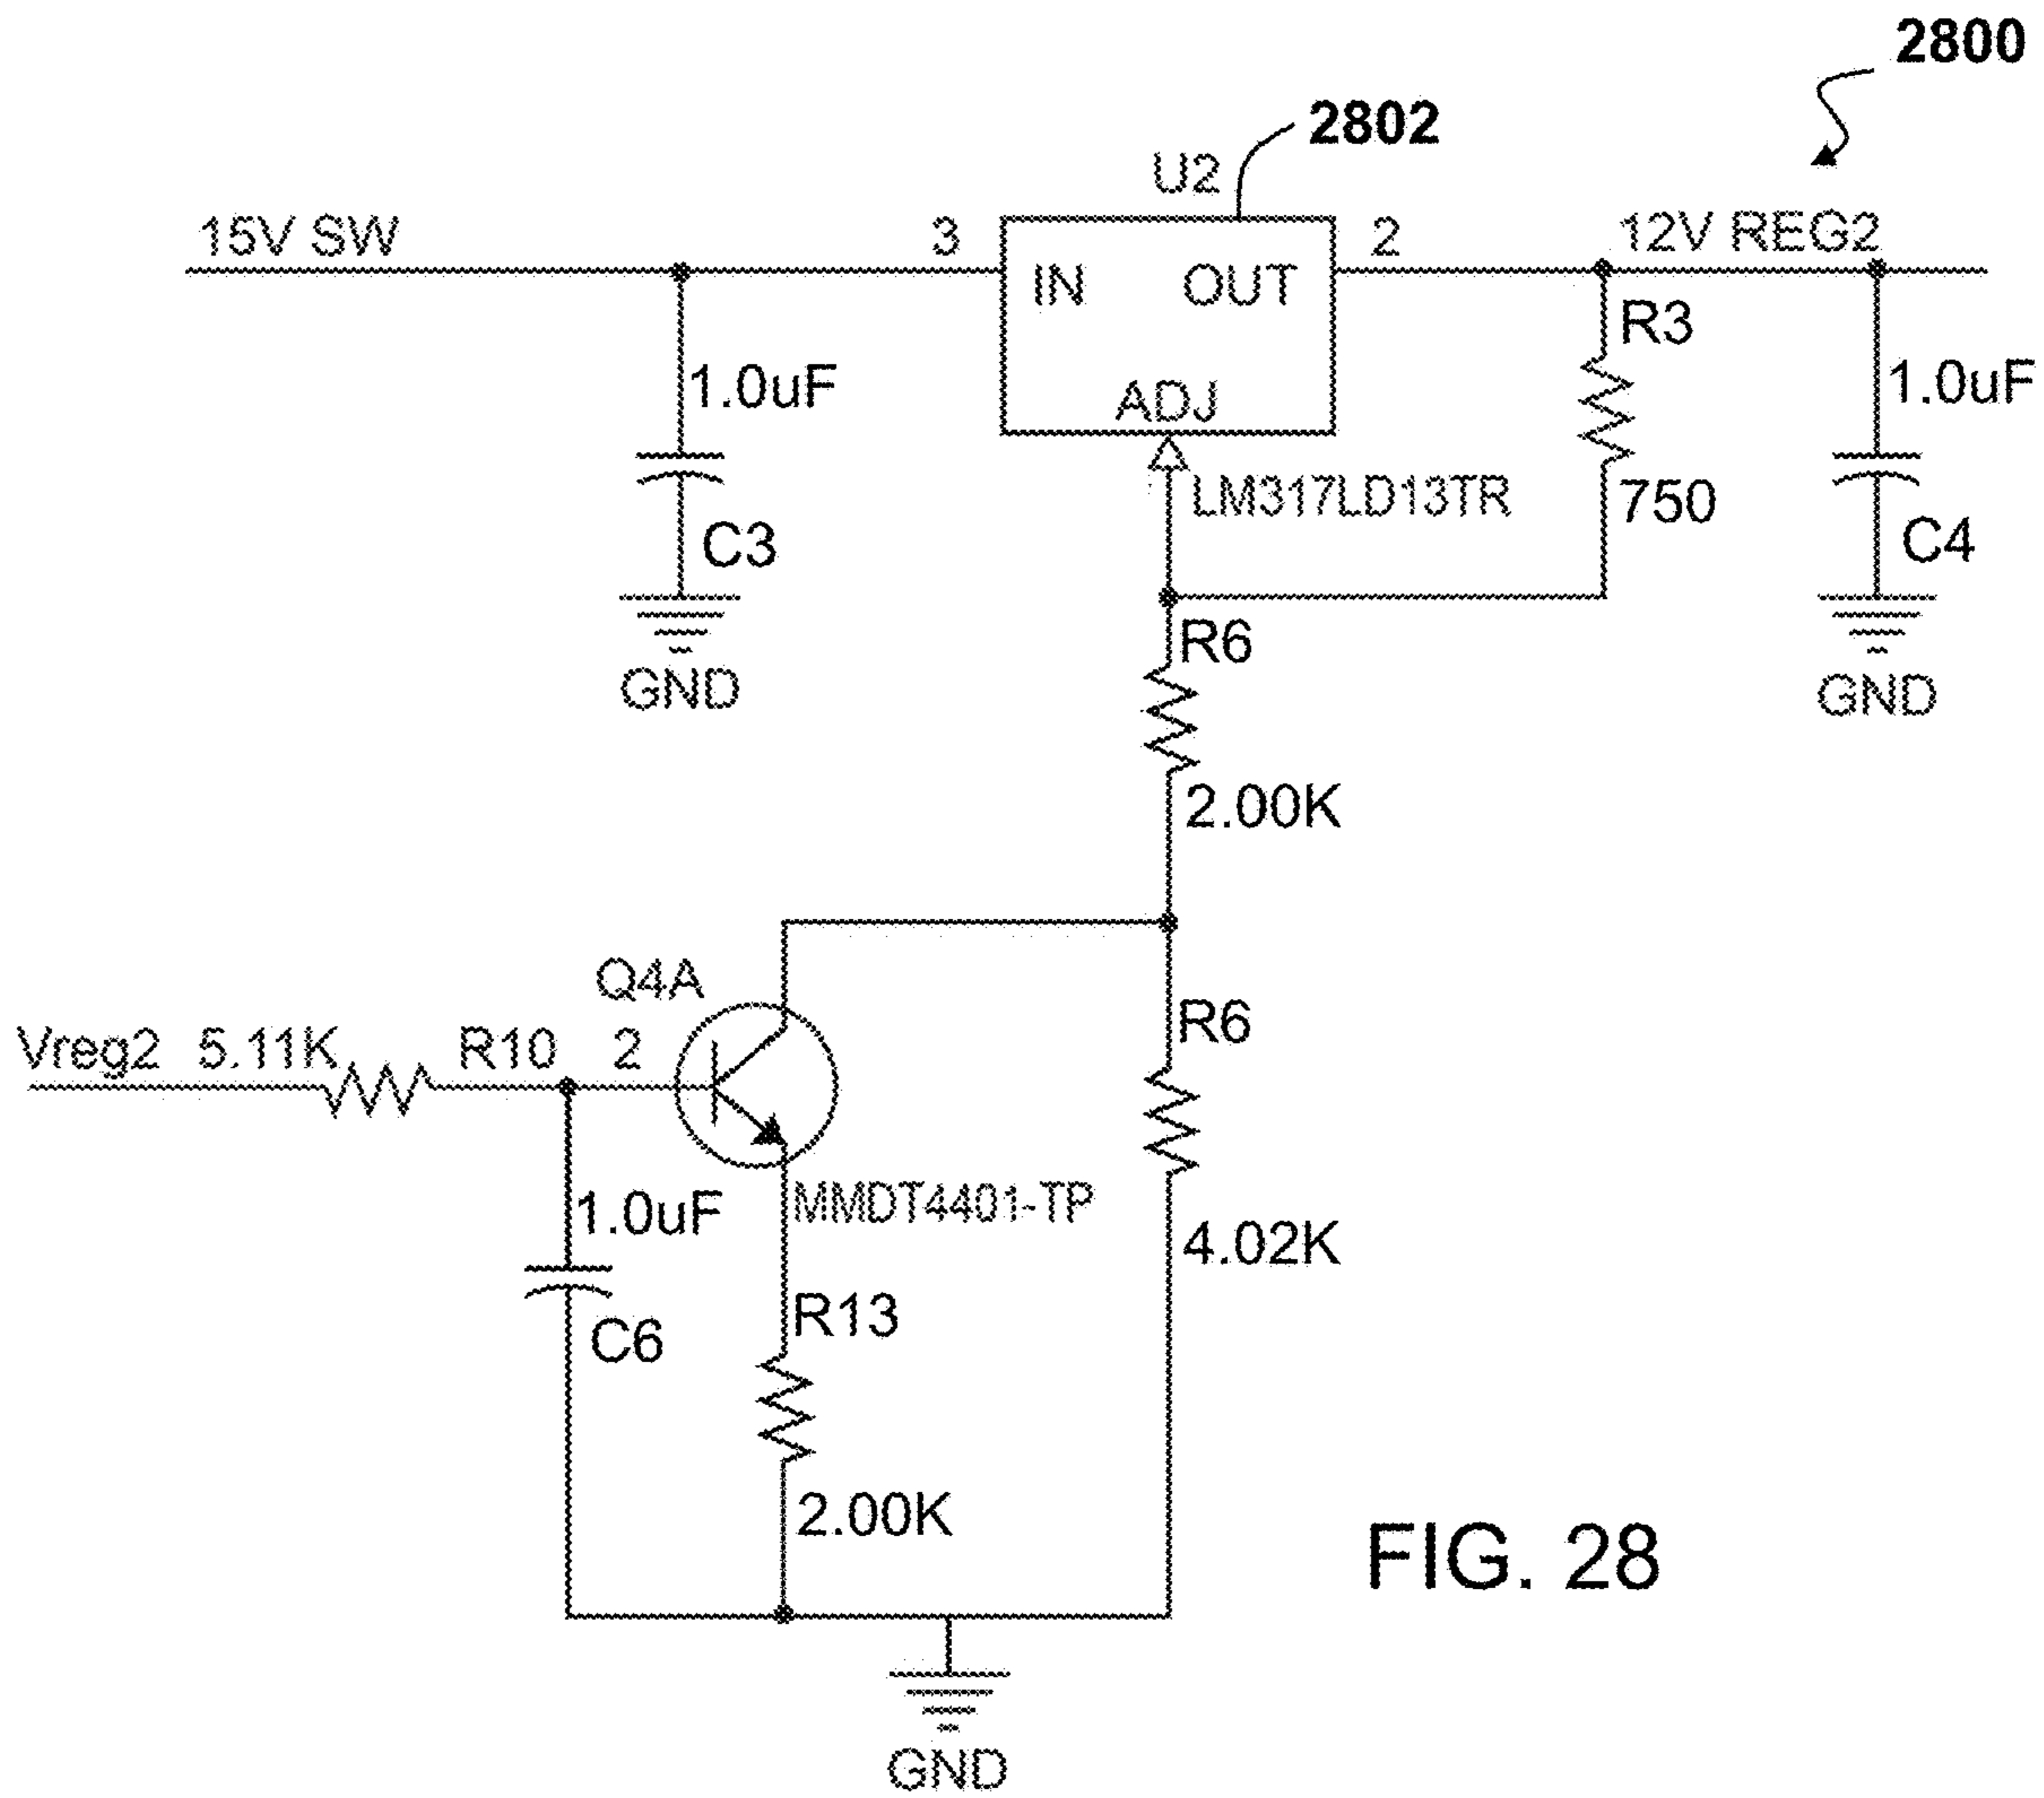 2800
2802
U2
15V SW
3
2
12V REG2
IN
OUT
R3
1.0uF
1.0uF
ADJ
LM317LD13TR
750
C3
C4
R6
GND
GND
2.00K
Q4A
R6
Vreg2 5.11K R10 2
1.0uF
MMDT4401-TP
4.02K
R13
C6
2.00K
FIG. 28
GND